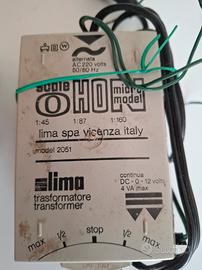 alternata
AC 220 volts
50/60 Hz
scale O HO N micro model
1:45 1:87 1:160
lima spa vicenza italy
model 2051
lima
trasformatore
transformer
continua
DC - 0 - 12 volts
4 VA max
max 1/2 stop 1/2 max